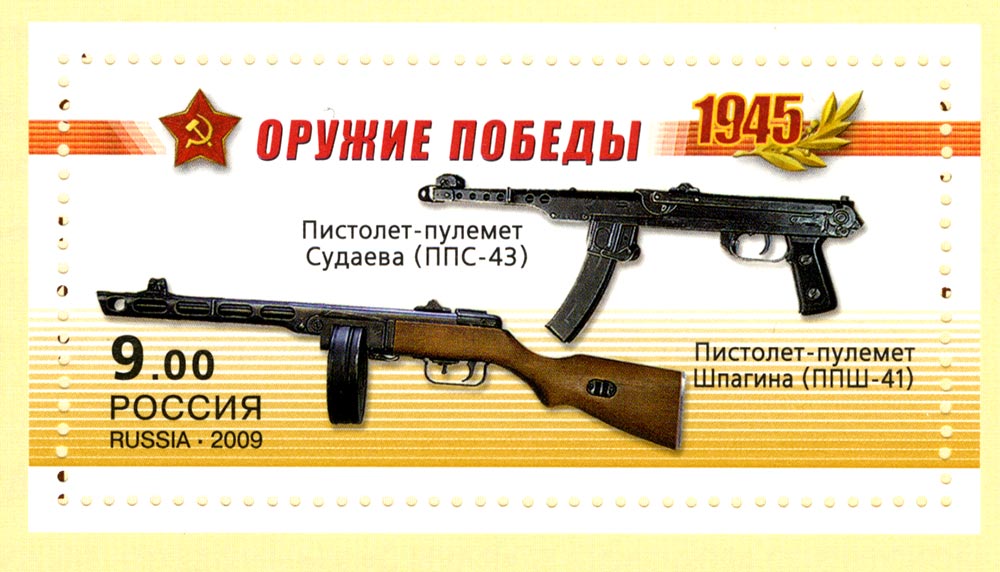 ОРУЖИЕ ПОБЕДЫ
1945
Пистолет-пулемет
Судаева (ППС-43)
Пистолет-пулемет
Шпагина (ППШ-41)
9.00
РОССИЯ
RUSSIA · 2009